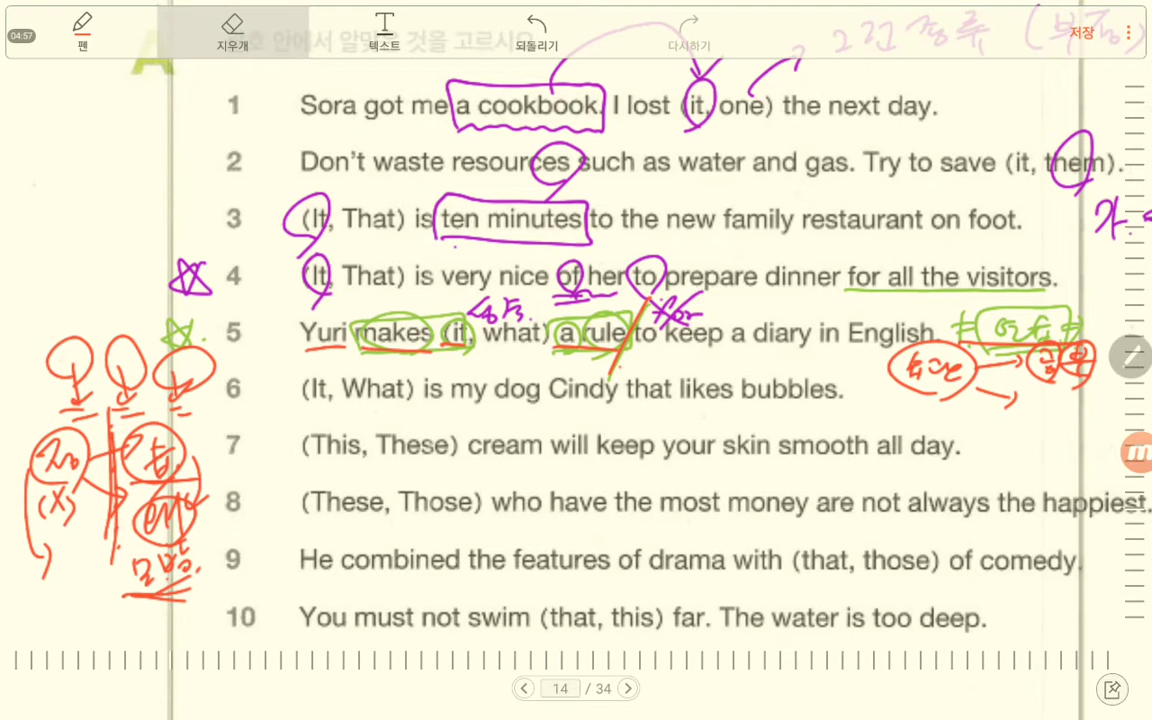 04:57 펜 지우개 텍스트 되돌리기 다시하기 저장
안에서 알맞은 것을 고르시오
A
1 Sora got me a cookbook. I lost (it, one) the next day.
2 Don't waste resources such as water and gas. Try to save (it, them).
3 (It, That) is ten minutes to the new family restaurant on foot.
4 (It, That) is very nice of her to prepare dinner for all the visitors.
for
5 Yuri makes (it, what) a rule to keep a diary in English.
6 (It, What) is my dog Cindy that likes bubbles.
7 (This, These) cream will keep your skin smooth all day.
(X)
8 (These, Those) who have the most money are not always the happiest.
9 He combined the features of drama with (that, those) of comedy.
10 You must not swim (that, this) far. The water is too deep.
14 / 34